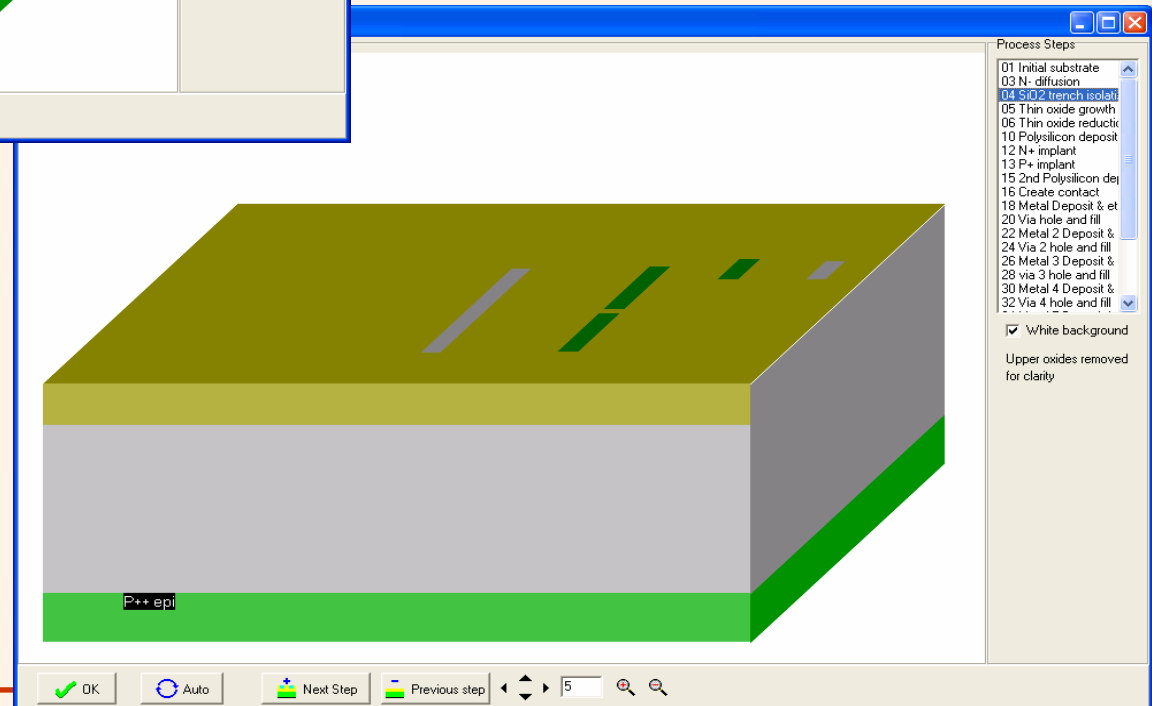 Process Steps
01 Initial substrate
03 N- diffusion
04 SiO2 trench isolati
05 Thin oxide growth
06 Thin oxide reductic
10 Polysilicon deposit
12 N+ implant
13 P+ implant
15 2nd Polysilicon dep
16 Create contact
18 Metal Deposit & et
20 Via hole and fill
22 Metal 2 Deposit &
24 Via 2 hole and fill
26 Metal 3 Deposit &
28 via 3 hole and fill
30 Metal 4 Deposit &
32 Via 4 hole and fill
White background
Upper oxides removed
for clarity
P++ epi
OK
Auto
Next Step
Previous step
5